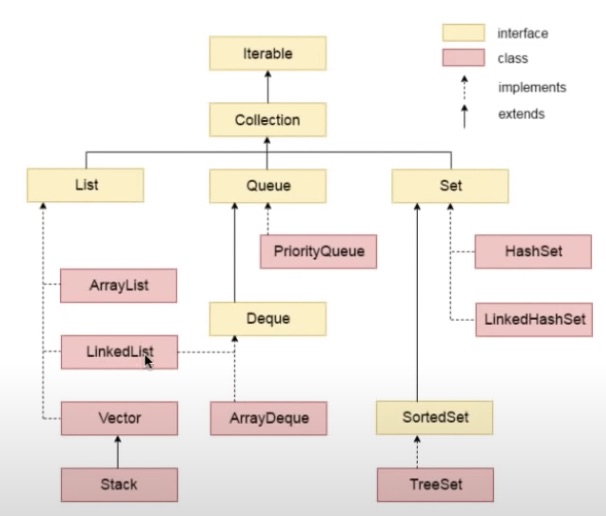 interface
class
implements
extends
Iterable
Collection
List
Queue
Set
PriorityQueue
HashSet
ArrayList
Deque
LinkedHashSet
LinkedList
Vector
ArrayDeque
SortedSet
Stack
TreeSet